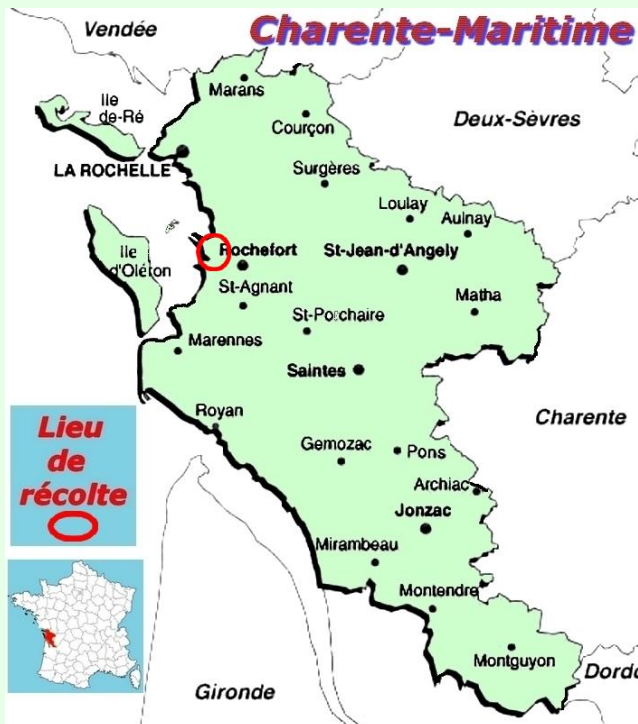 Charente-Maritime
Vendée
Marans
Ile
de-Ré
Courçon
Deux-Sèvres
LA ROCHELLE
Surgères
Loulay
Aulnay
Ile
d'Oléron
Rochefort
St-Jean-d'Angely
St-Agnant
Matha
St-Porchaire
Marennes
Saintes
Royan
Charente
Lieu
de
récolte
Gemozac
Pons
Archiac
Jonzac
Mirambeau
Montendre
Montguyon
Gironde
Dordo